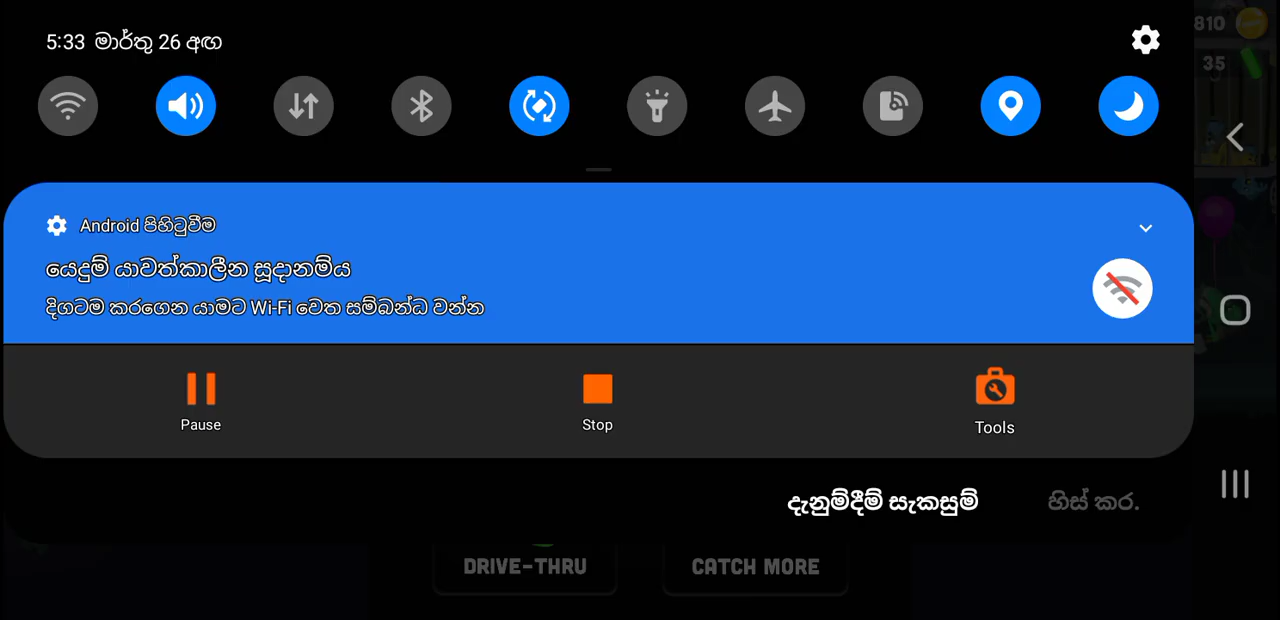 5:33 මාර්තු 26 අඟ
810
35
Android පිහිටුවීම
යෙදුම් යාවත්කාලීන සූදානම්ය
දිගටම කරගෙන යාමට Wi-Fi වෙත සම්බන්ධ වන්න
Pause
Stop
Tools
දැනුම්දීම් සැකසුම්
හිස් කර.
DRIVE-THRU
CATCH MORE